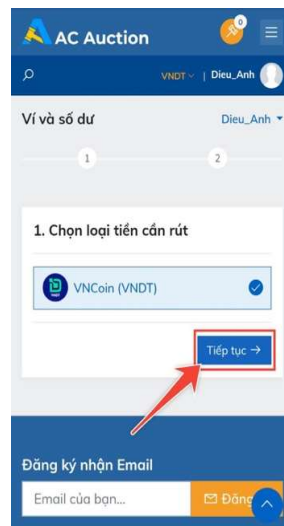 AC Auction
0
VNDT | Dieu_Anh
Ví và số dư Dieu_Anh
1 2
1. Chọn loại tiền cần rút
VNCoin (VNDT)
Tiếp tục →
Đăng ký nhận Email
Email của bạn... Đăng